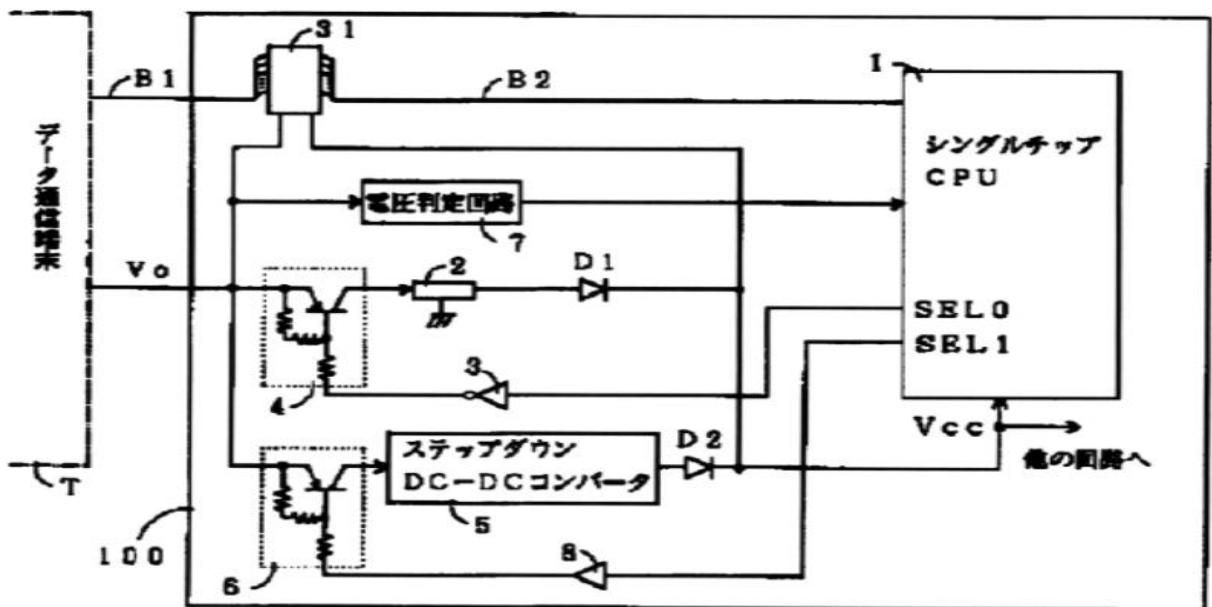 31
B1
B2
1
データ通信端末
シングルチップ
CPU
電圧判定回路
7
Vo
2
D1
SEL0
SEL1
3
4
Vcc
他の回路へ
ステップダウン
DC-DCコンバータ
D2
5
T
100
6
8